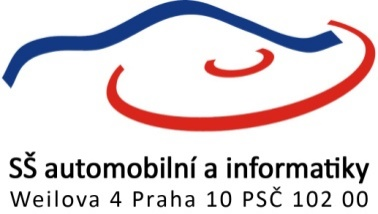 SŠ automobilní a informatiky
Weilova 4 Praha 10 PSČ 102 00